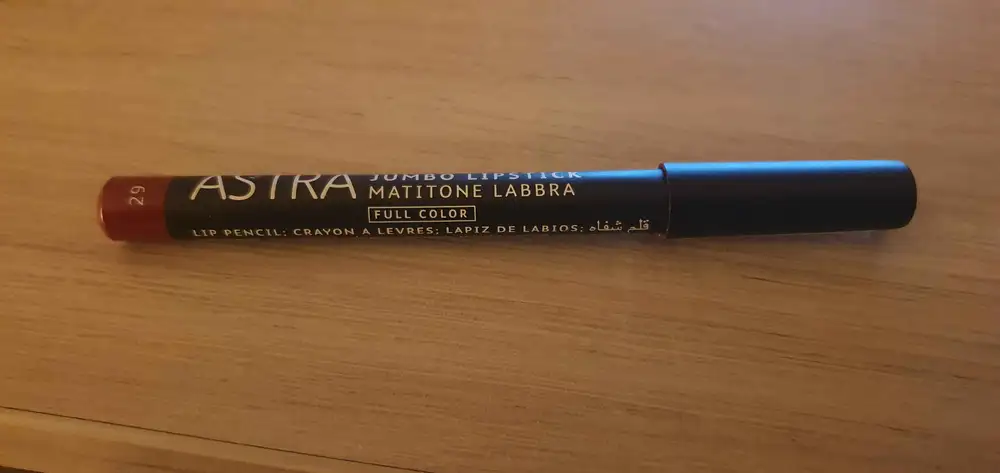 29
ASTRA
JUMBO LIPSTICK
MATITONE LABBRA
FULL COLOR
LIP PENCIL; CRAYON A LEVRES; LAPIZ DE LABIOS; قلم شفاه